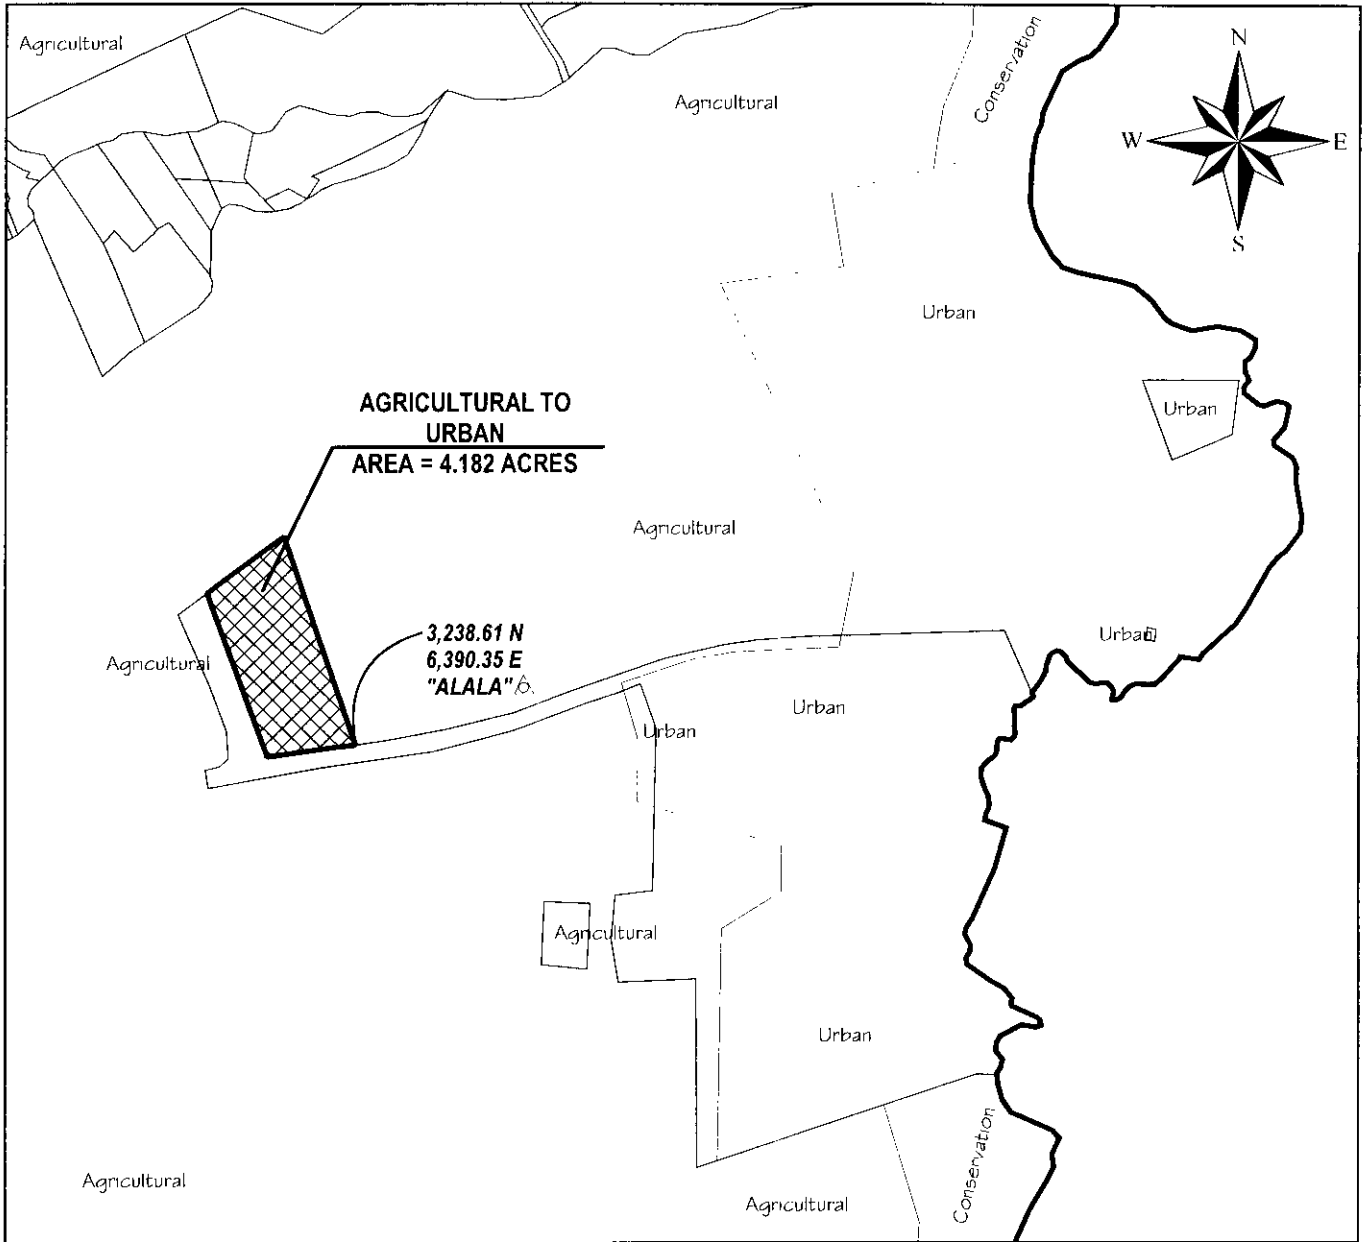 Agricultural
Conservation
N
Agricultural
W
E
S
Urban
AGRICULTURAL TO
URBAN
AREA = 4.182 ACRES
Urban
Agricultural
3,238.61 N
6,390.35 E
"ALALA"
Urban
Agricultural
Urban
Urban
Agricultural
Urban
Conservation
Agricultural
Agricultural